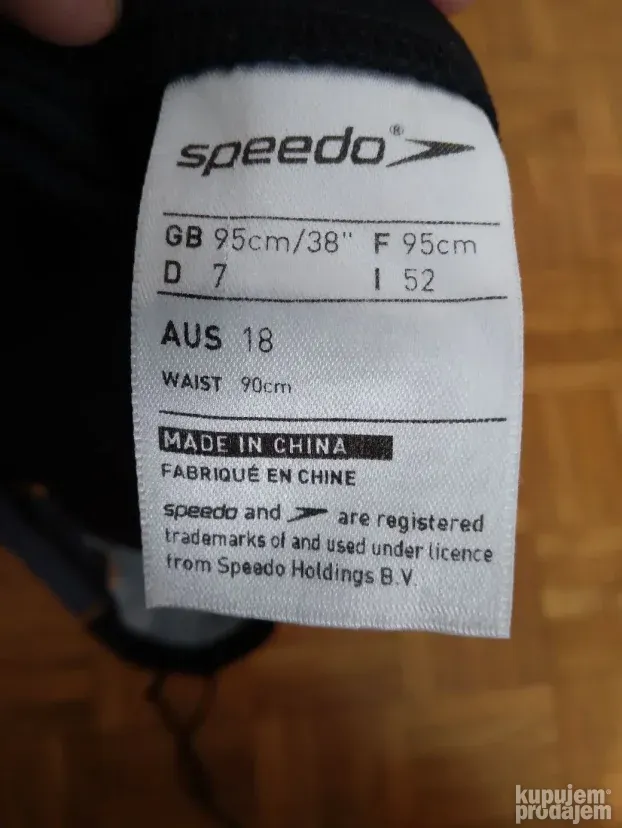 speedo®
GB 95cm/38" F 95cm
D 7 I 52
AUS 18
WAIST 90cm
MADE IN CHINA
FABRIQUÉ EN CHINE
speedo and are registered
trademarks of and used under licence
from Speedo Holdings B.V
kupujem
prodajem